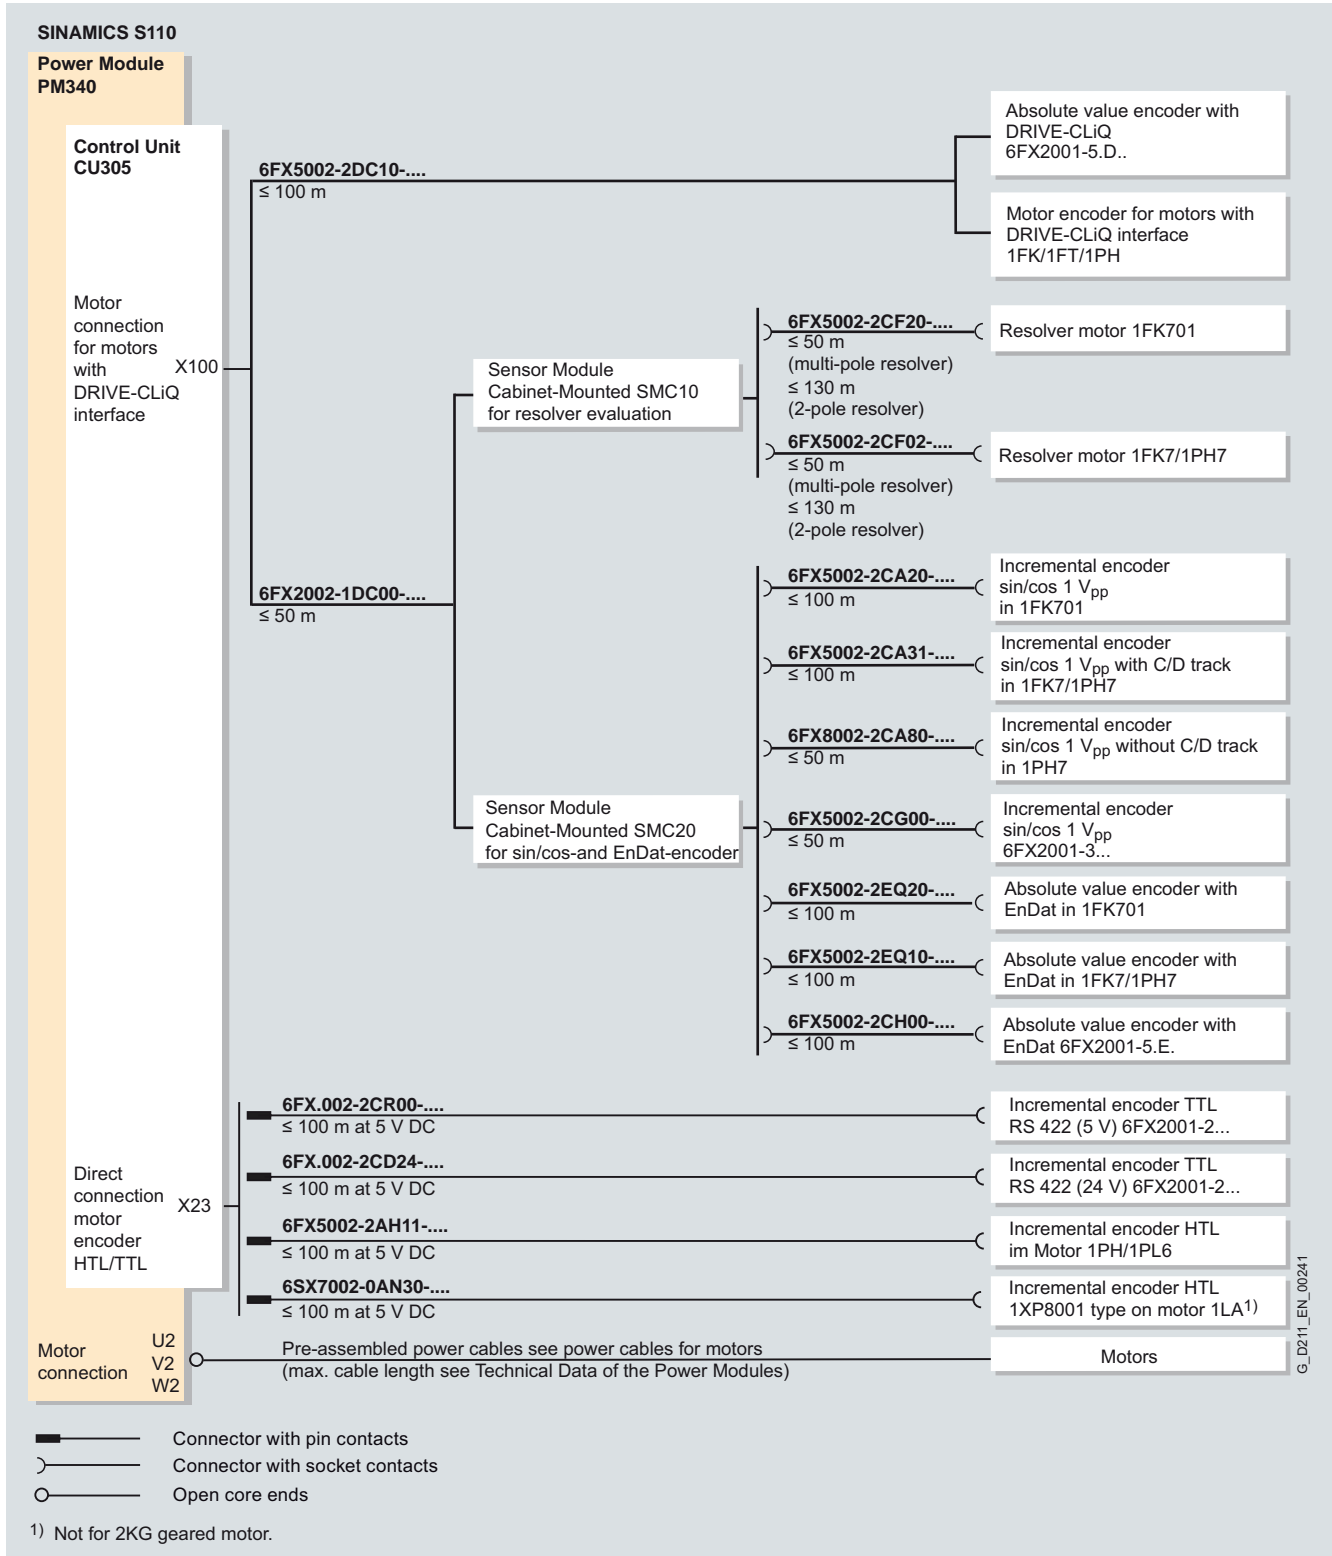 SINAMICS S110
Power Module
PM340
Control Unit
CU305
Motor
connection
for motors
with
DRIVE-CLiQ
interface
X100
6FX5002-2DC10-....
≤ 100 m
Absolute value encoder with
DRIVE-CLiQ
6FX2001-5.D..
Motor encoder for motors with
DRIVE-CLiQ interface
1FK/1FT/1PH
6FX2002-1DC00-....
≤ 50 m
Sensor Module
Cabinet-Mounted SMC10
for resolver evaluation
6FX5002-2CF20-....
≤ 50 m
(multi-pole resolver)
≤ 130 m
(2-pole resolver)
Resolver motor 1FK701
6FX5002-2CF02-....
≤ 50 m
(multi-pole resolver)
≤ 130 m
(2-pole resolver)
Resolver motor 1FK7/1PH7
Sensor Module
Cabinet-Mounted SMC20
for sin/cos-and EnDat-encoder
6FX5002-2CA20-....
≤ 100 m
Incremental encoder
sin/cos 1 Vpp
in 1FK701
6FX5002-2CA31-....
≤ 100 m
Incremental encoder
sin/cos 1 Vpp with C/D track
in 1FK7/1PH7
6FX8002-2CA80-....
≤ 50 m
Incremental encoder
sin/cos 1 Vpp without C/D track
in 1PH7
6FX5002-2CG00-....
≤ 50 m
Incremental encoder
sin/cos 1 Vpp
6FX2001-3...
6FX5002-2EQ20-....
≤ 100 m
Absolute value encoder with
EnDat in 1FK701
6FX5002-2EQ10-....
≤ 100 m
Absolute value encoder with
EnDat in 1FK7/1PH7
6FX5002-2CH00-....
≤ 100 m
Absolute value encoder with
EnDat 6FX2001-5.E.
Direct
connection
motor
encoder
HTL/TTL
X23
6FX.002-2CR00-....
≤ 100 m at 5 V DC
Incremental encoder TTL
RS 422 (5 V) 6FX2001-2...
6FX.002-2CD24-....
≤ 100 m at 5 V DC
Incremental encoder TTL
RS 422 (24 V) 6FX2001-2...
6FX5002-2AH11-....
≤ 100 m at 5 V DC
Incremental encoder HTL
im Motor 1PH/1PL6
6SX7002-0AN30-....
≤ 100 m at 5 V DC
Incremental encoder HTL
1XP8001 type on motor 1LA1)
Motor
connection
U2
V2
W2
Pre-assembled power cables see power cables for motors
(max. cable length see Technical Data of the Power Modules)
Motors
G_D211_EN_00241
Connector with pin contacts
Connector with socket contacts
Open core ends
1) Not for 2KG geared motor.